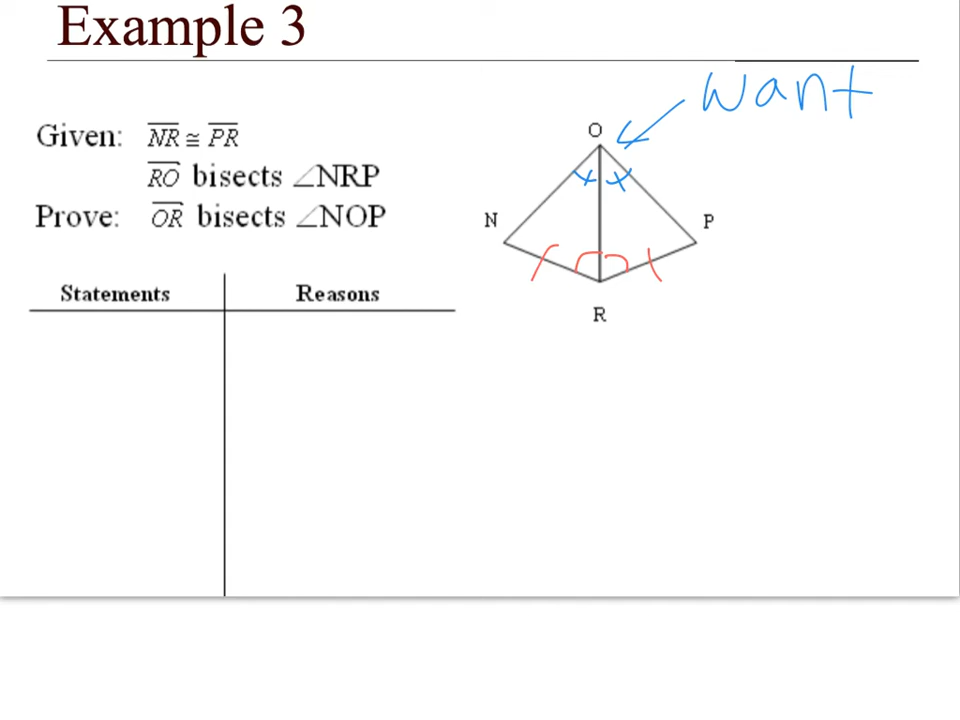 Example 3
want
Given: NR ≅ PR
RO bisects ∠NRP
Prove: OR bisects ∠NOP
O
N
P
R
Statements
Reasons